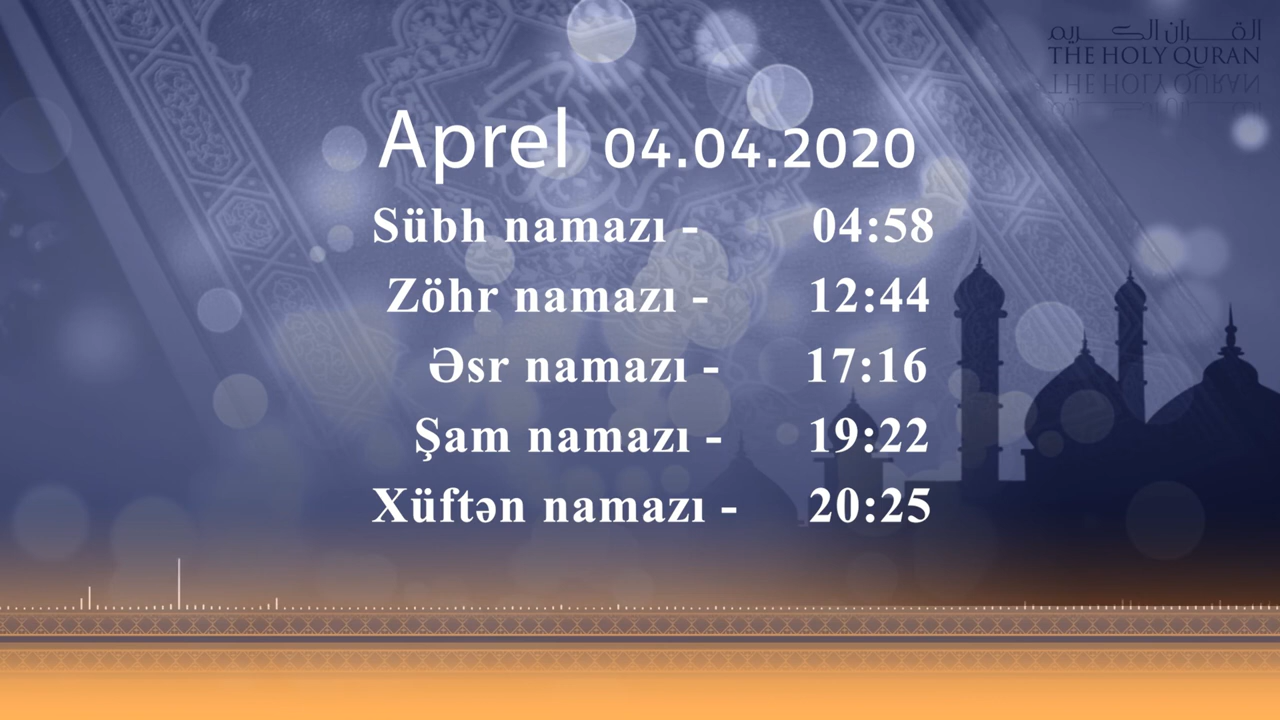 القرآن الكريم
THE HOLY QURAN
Aprel 04.04.2020
Sübh namazı - 04:58
Zöhr namazı - 12:44
Əsr namazı - 17:16
Şam namazı - 19:22
Xüftən namazı - 20:25